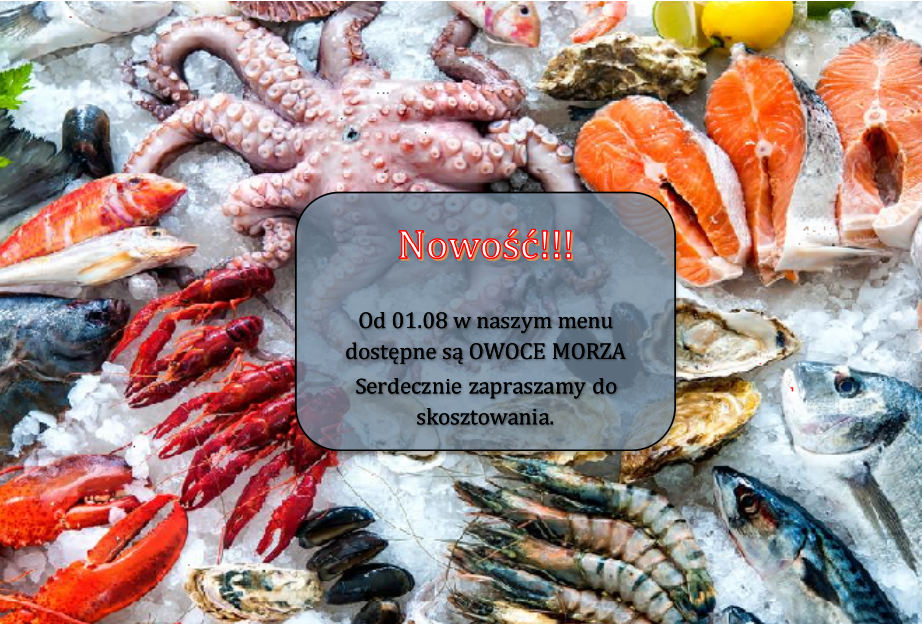 Nowość!!!
Od 01.08 w naszym menu
dostępne są OWOCE MORZA
Serdecznie zapraszamy do
skosztowania.